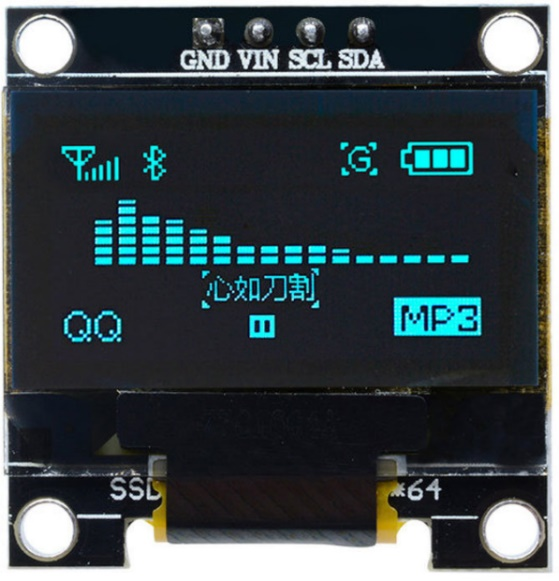 GND VIN SCL SDA
G
心如刀割
QQ MP3
SSD *64